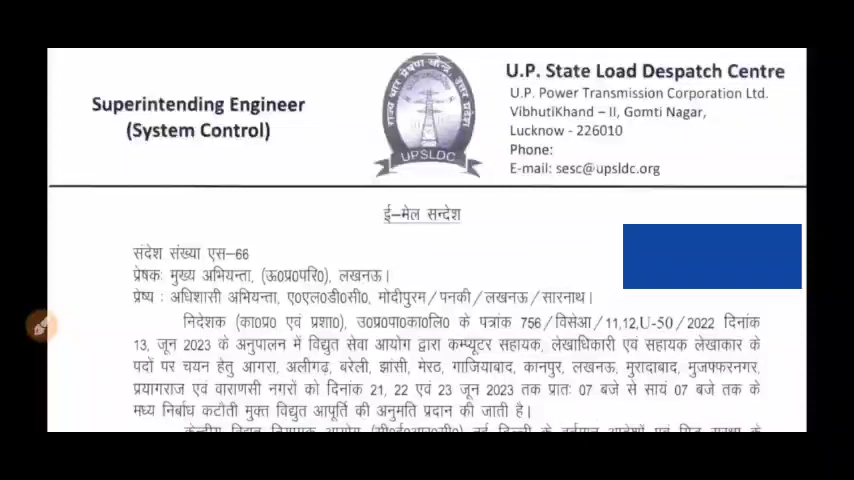 Superintending Engineer
(System Control)
राज्य भार प्रेषण केन्द्र, उत्तर प्रदेश
UPSLDC
U.P. State Load Despatch Centre
U.P. Power Transmission Corporation Ltd.
VibhutiKhand – II, Gomti Nagar,
Lucknow - 226010
Phone:
E-mail: sesc@upsldc.org
ई–मेल सन्देश
संदेश संख्या एस-66
प्रेषकः मुख्य अभियन्ता, (ऊ0प्र0परि0), लखनऊ।
प्रेष्यः अधिशासी अभियन्ता, ए0एल0डी0सी0, मोदीपुरम/पनकी/लखनऊ/सारनाथ।
निदेशक (का0प्र0 एवं प्रशा0), उ0प्र0पा0का0लि0 के पत्रांक 756/विसेआ/11,12,U-50/2022 दिनांक
13, जून 2023 के अनुपालन में विद्युत सेवा आयोग द्वारा कम्प्यूटर सहायक, लेखाधिकारी एवं सहायक लेखाकार के
पदों पर चयन हेतु आगरा, अलीगढ़, बरेली, झांसी, मेरठ, गाजियाबाद, कानपुर, लखनऊ, मुरादाबाद, मुजफ्फरनगर,
प्रयागराज एवं वाराणसी नगरों को दिनांक 21, 22 एवं 23 जून 2023 तक प्रातः 07 बजे से सायं 07 बजे तक के
मध्य निर्बाध कटौती मुक्त विद्युत आपूर्ति की अनुमति प्रदान की जाती है।